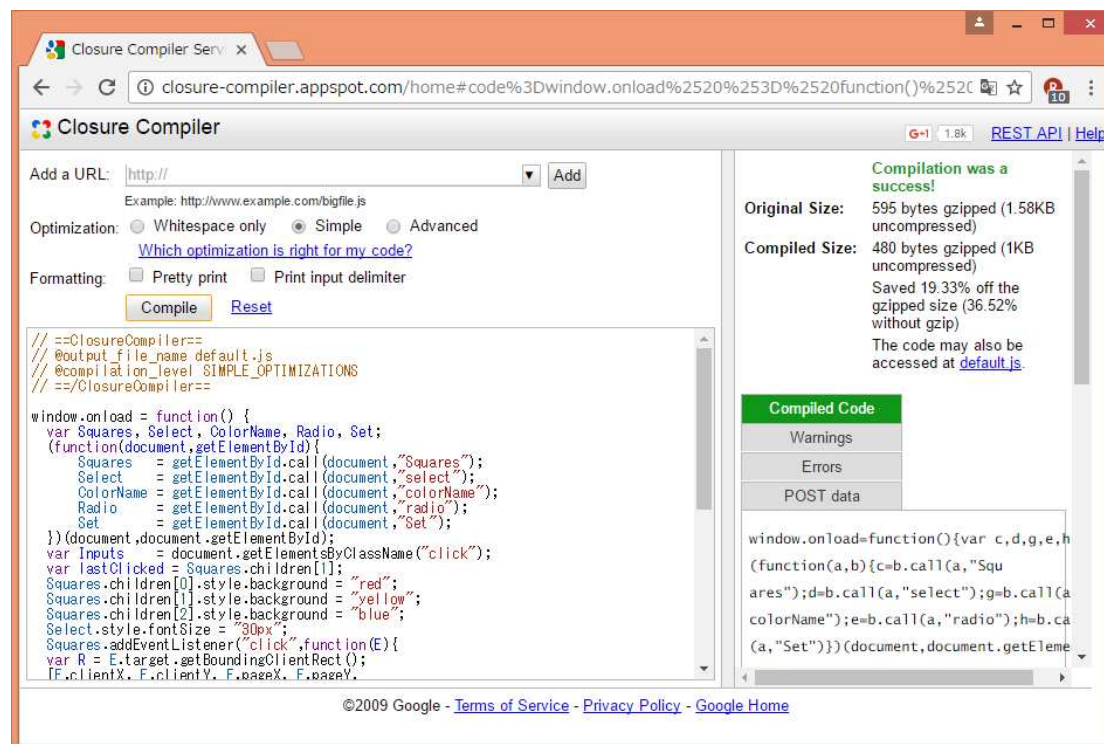 Closure Compiler Servi
closure-compiler.appspot.com/home#code%3Dwindow.onload%2520%253D%2520function()%2520
10
Closure Compiler
G+1 1.8k REST API | Help
Add a URL: http:// Add
Example: http://www.example.com/bigfile.js
Optimization: Whitespace only Simple Advanced
Which optimization is right for my code?
Formatting: Pretty print Print input delimiter
Compile Reset
// ==ClosureCompiler==
// @output_file_name default.js
// @compilation_level SIMPLE_OPTIMIZATIONS
// ==/ClosureCompiler==
window.onload = function() {
var Squares, Select, ColorName, Radio, Set;
(function(document,getElementById){
Squares = getElementById.call(document,"Squares");
Select = getElementById.call(document,"select");
ColorName = getElementById.call(document,"colorName");
Radio = getElementById.call(document,"radio");
Set = getElementById.call(document,"Set");
})(document,document.getElementById);
var Inputs = document.getElementsByClassName("click");
var lastClicked = Squares.children[1];
Squares.children[0].style.background = "red";
Squares.children[1].style.background = "yellow";
Squares.children[2].style.background = "blue";
Select.style.fontSize = "30px";
Squares.addEventListener("click",function(E){
var R = E.target.getBoundingClientRect();
[E.clientX, E.clientY, E.pageX, E.pageY,
Compilation was a
success!
Original Size: 595 bytes gzipped (1.58KB
uncompressed)
Compiled Size: 480 bytes gzipped (1KB
uncompressed)
Saved 19.33% off the
gzipped size (36.52%
without gzip)
The code may also be
accessed at default.js.
Compiled Code
Warnings
Errors
POST data
window.onload=function(){var c,d,g,e,h
(function(a,b){c=b.call(a,"Squ
ares");d=b.call(a,"select");g=b.call(a
colorName");e=b.call(a,"radio");h=b.ca
(a,"Set")})(document,document.getEleme
©2009 Google - Terms of Service - Privacy Policy - Google Home